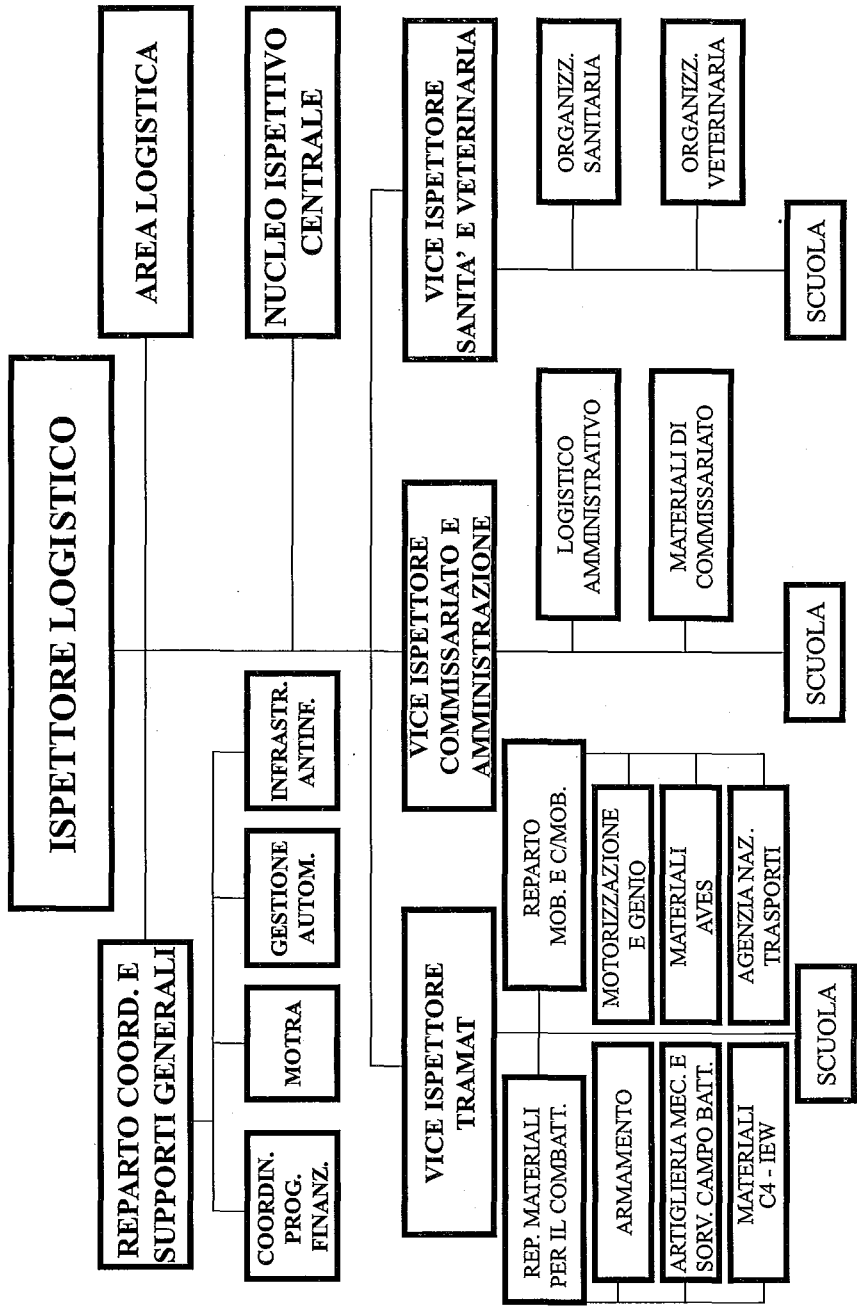 ISPETTORE LOGISTICO
REPARTO COORD. E
SUPPORTI GENERALI
AREA LOGISTICA
COORDIN.
PROG.
FINANZ.
MOTRA
GESTIONE
AUTOM.
INFRASTR.
ANTINF.
NUCLEO ISPETTIVO
CENTRALE
VICE ISPETTORE
TRAMAT
VICE ISPETTORE
COMMISSARIATO E
AMMINISTRAZIONE
VICE ISPETTORE
SANITA' E VETERINARIA
REP. MATERIALI
PER IL COMBATT.
REPARTO
MOB. E C/MOB.
ARMAMENTO
MOTORIZZAZIONE
E GENIO
ARTIGLIERIA MEC. E
SORV. CAMPO BATT.
MATERIALI
AVES
MATERIALI
C4 - IEW
AGENZIA NAZ.
TRASPORTI
SCUOLA
LOGISTICO
AMMINISTRATIVO
MATERIALI DI
COMMISSARIATO
SCUOLA
ORGANIZZ.
SANITARIA
ORGANIZZ.
VETERINARIA
SCUOLA